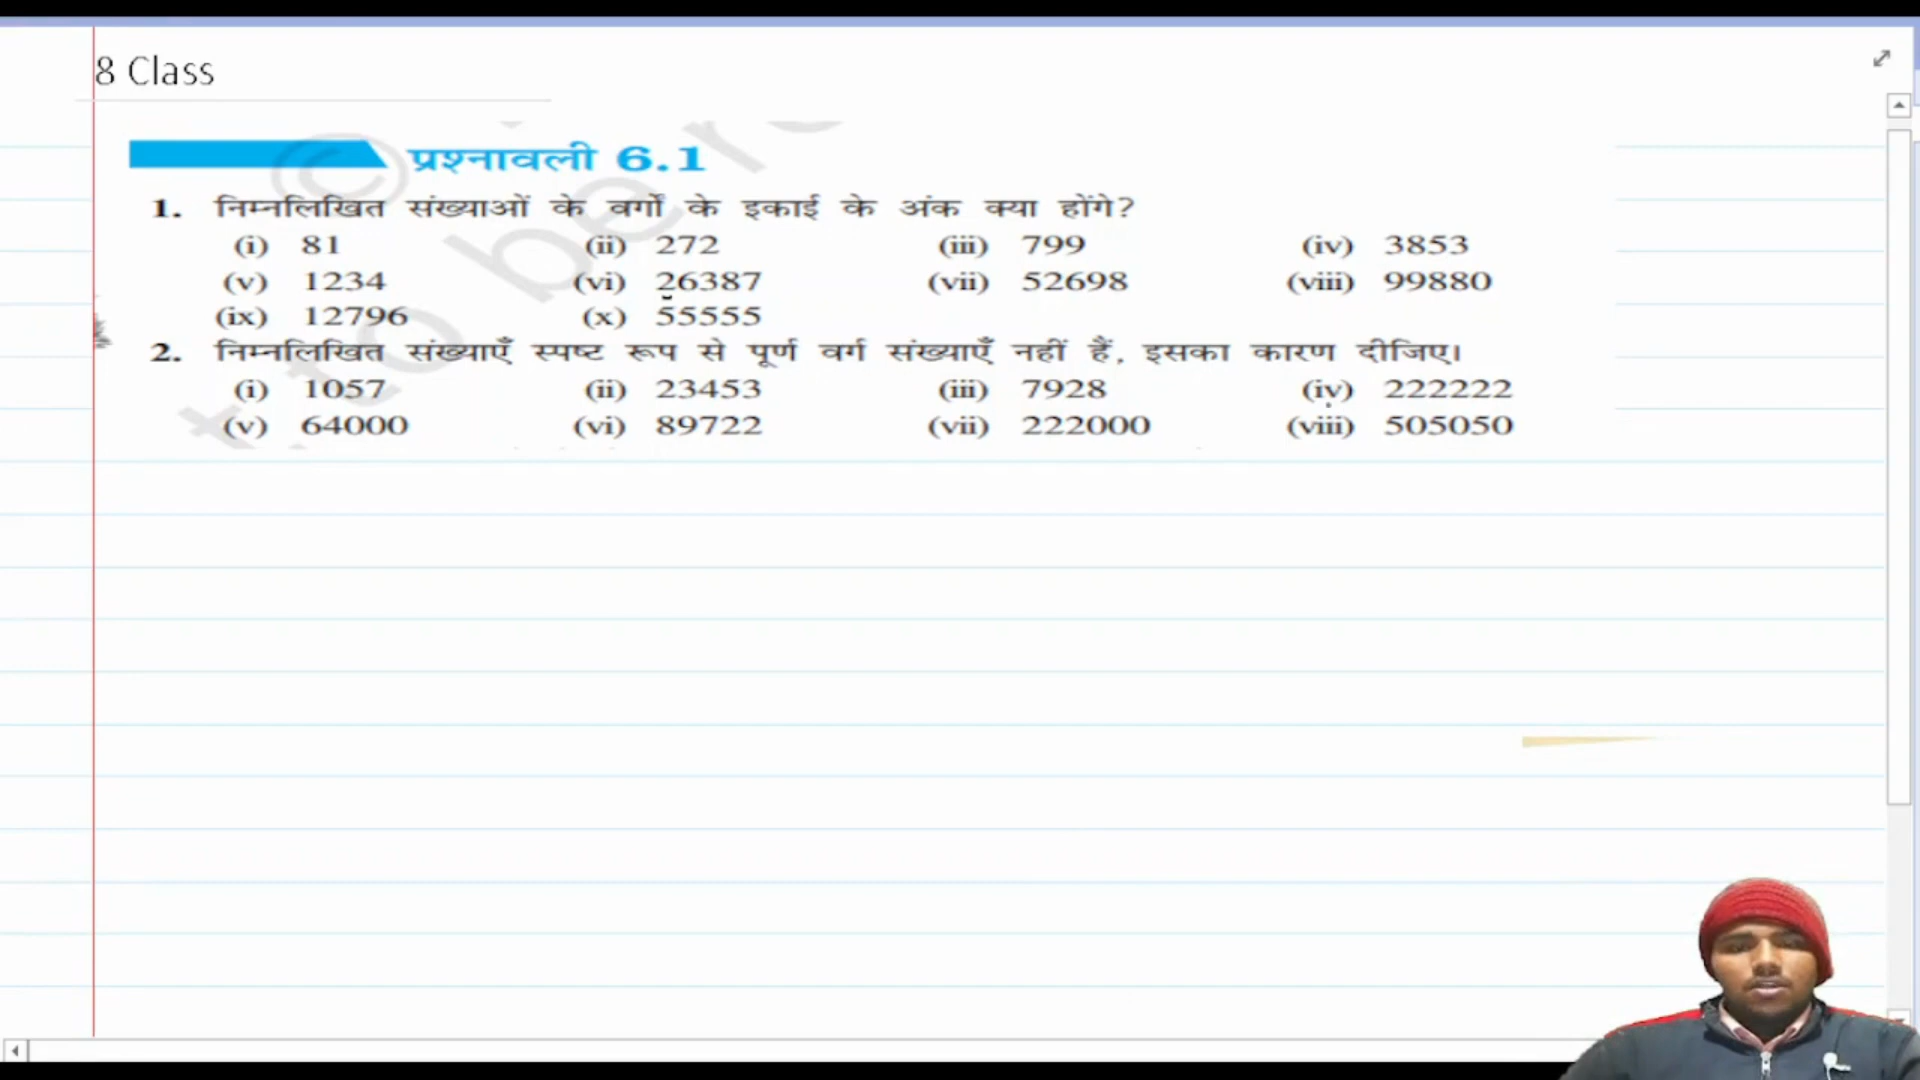 8 Class
प्रश्नावली 6.1
1. निम्नलिखित संख्याओं के वर्गों के इकाई के अंक क्या होंगे?
(i) 81 (ii) 272 (iii) 799 (iv) 3853
(v) 1234 (vi) 26387 (vii) 52698 (viii) 99880
(ix) 12796 (x) 55555
2. निम्नलिखित संख्याएँ स्पष्ट रूप से पूर्ण वर्ग संख्याएँ नहीं हैं, इसका कारण दीजिए।
(i) 1057 (ii) 23453 (iii) 7928 (iv) 222222
(v) 64000 (vi) 89722 (vii) 222000 (viii) 505050
© to be